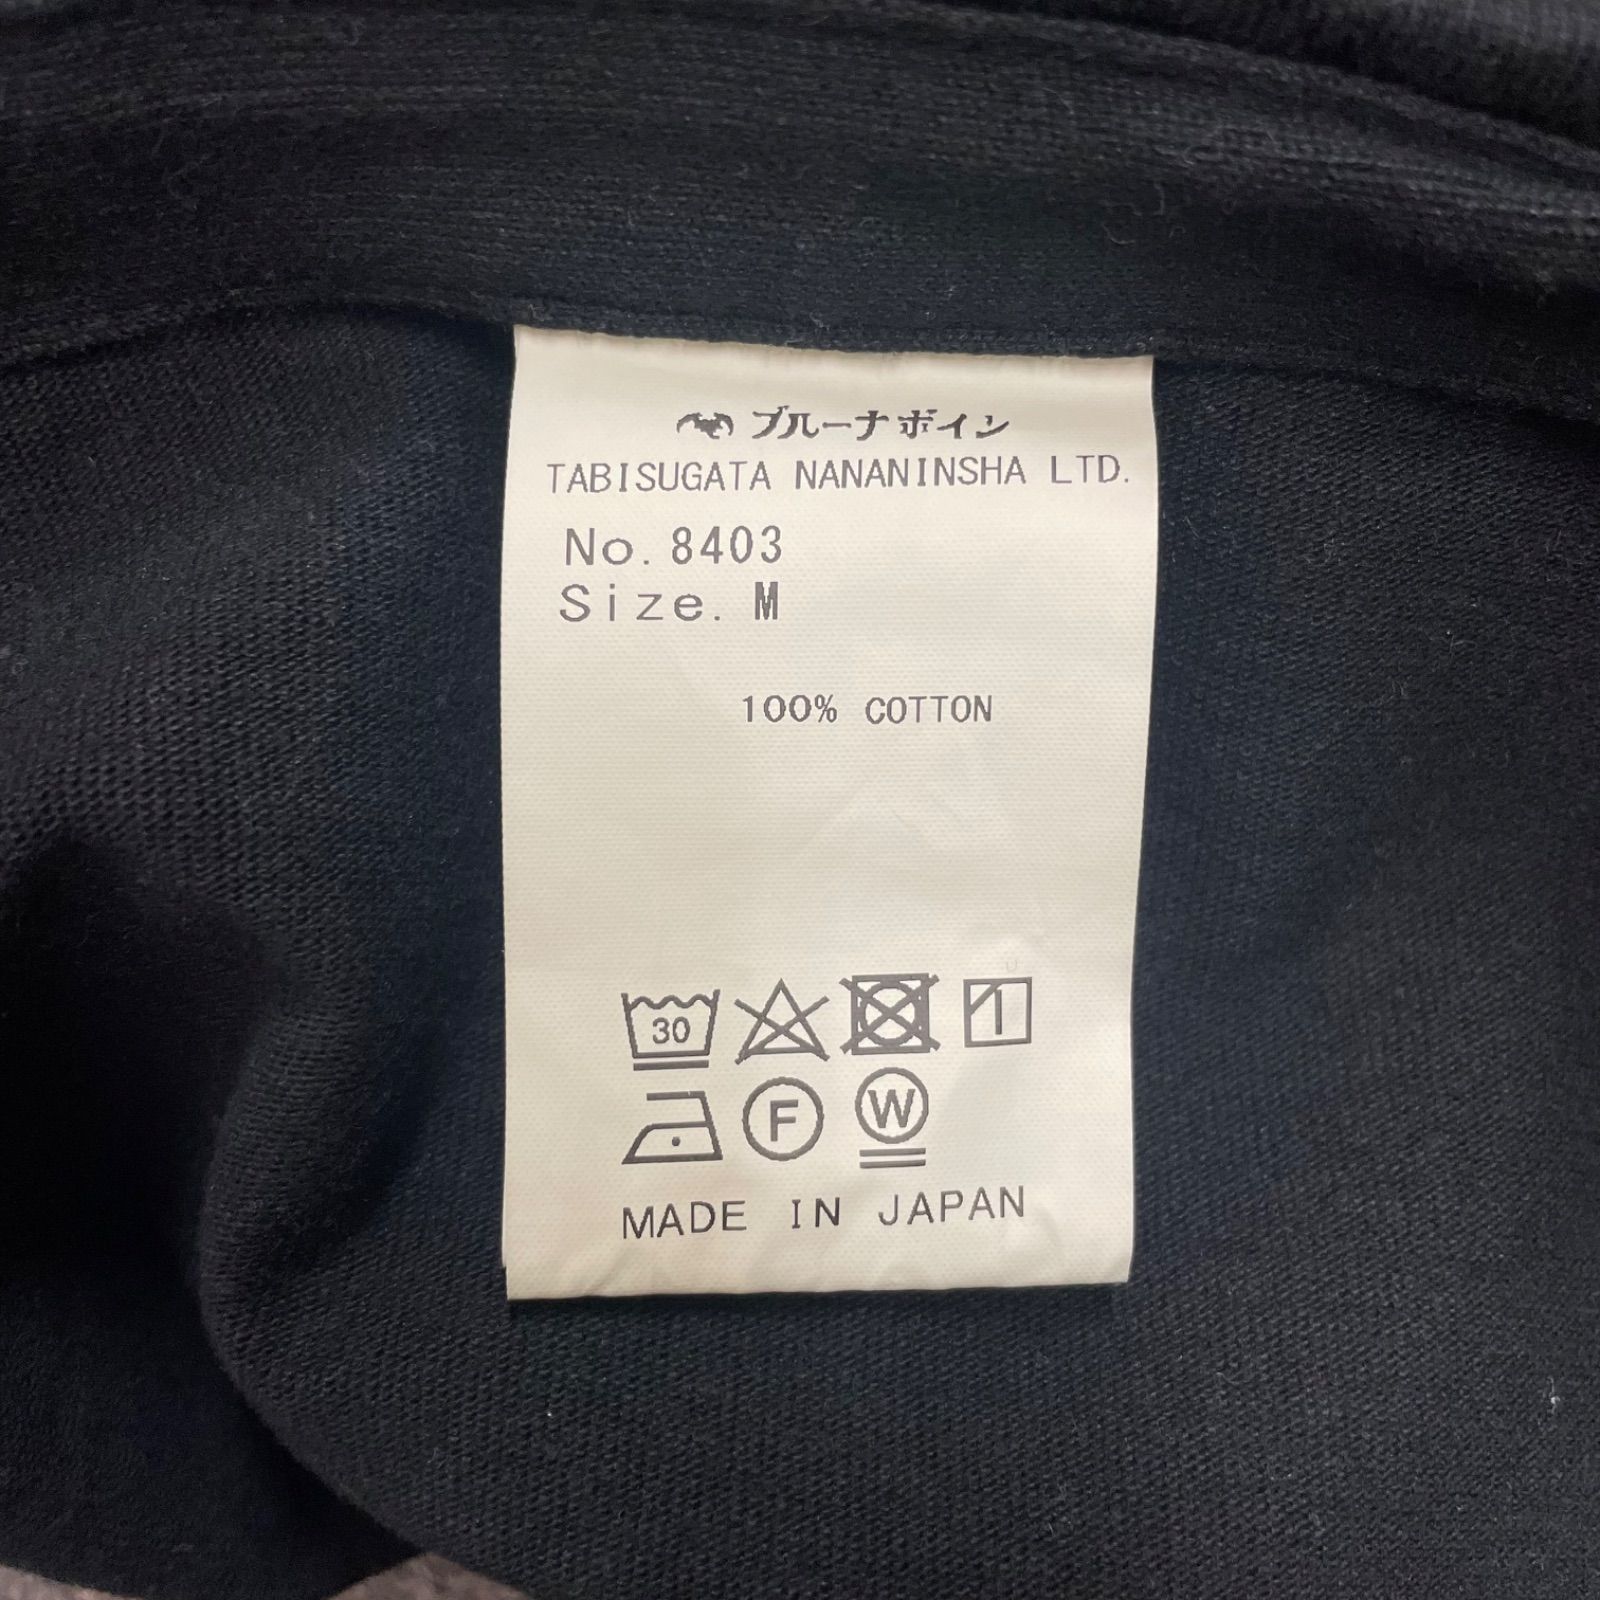 ブルーナボイン
TABISUGATA NANANINSHA LTD.
No. 8403
Size. M
100% COTTON
30
F W
MADE IN JAPAN